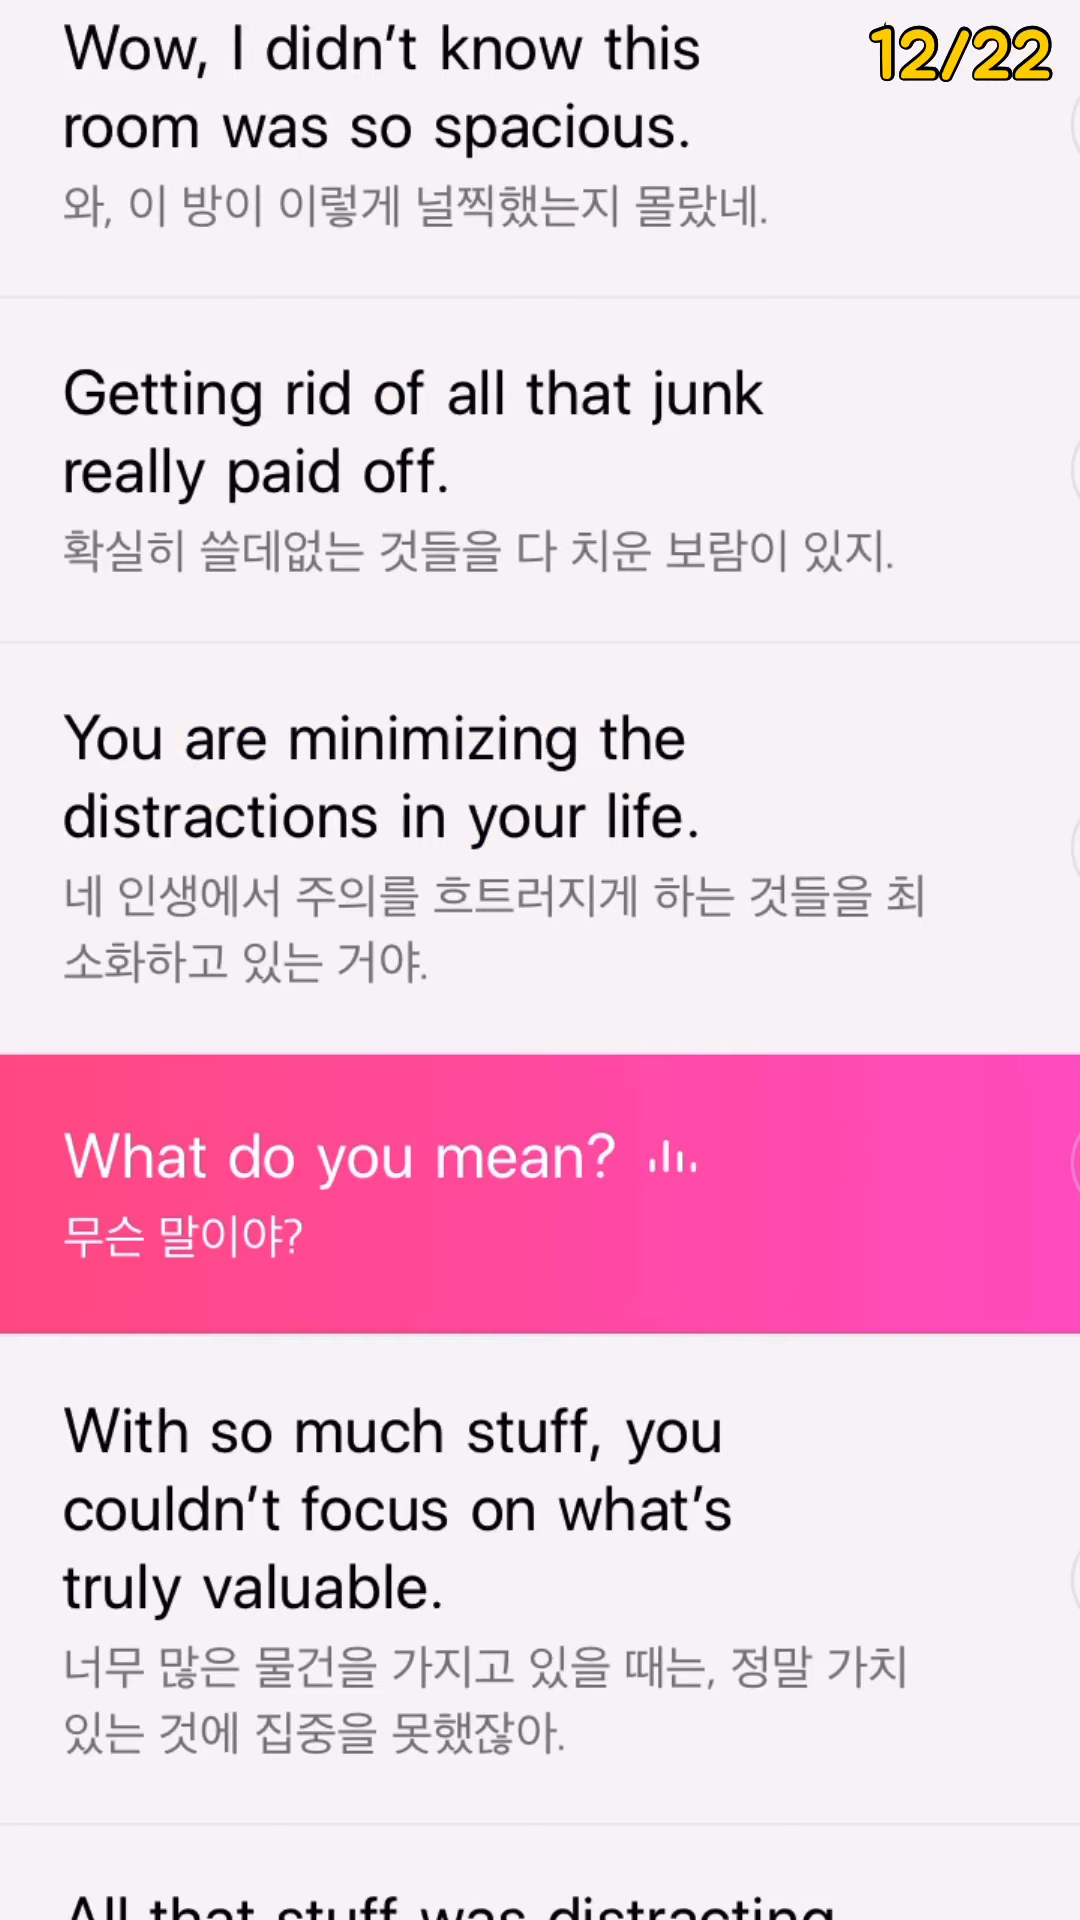 Wow, I didn't know this
12/22
room was so spacious.
와, 이 방이 이렇게 널찍했는지 몰랐네.
Getting rid of all that junk
really paid off.
확실히 쓸데없는 것들을 다 치운 보람이 있지.
You are minimizing the
distractions in your life.
네 인생에서 주의를 흐트러지게 하는 것들을 최
소화하고 있는 거야.
What do you mean?
무슨 말이야?
With so much stuff, you
couldn't focus on what's
truly valuable.
너무 많은 물건을 가지고 있을 때는, 정말 가치
있는 것에 집중을 못했잖아.
All that stuff was distracting